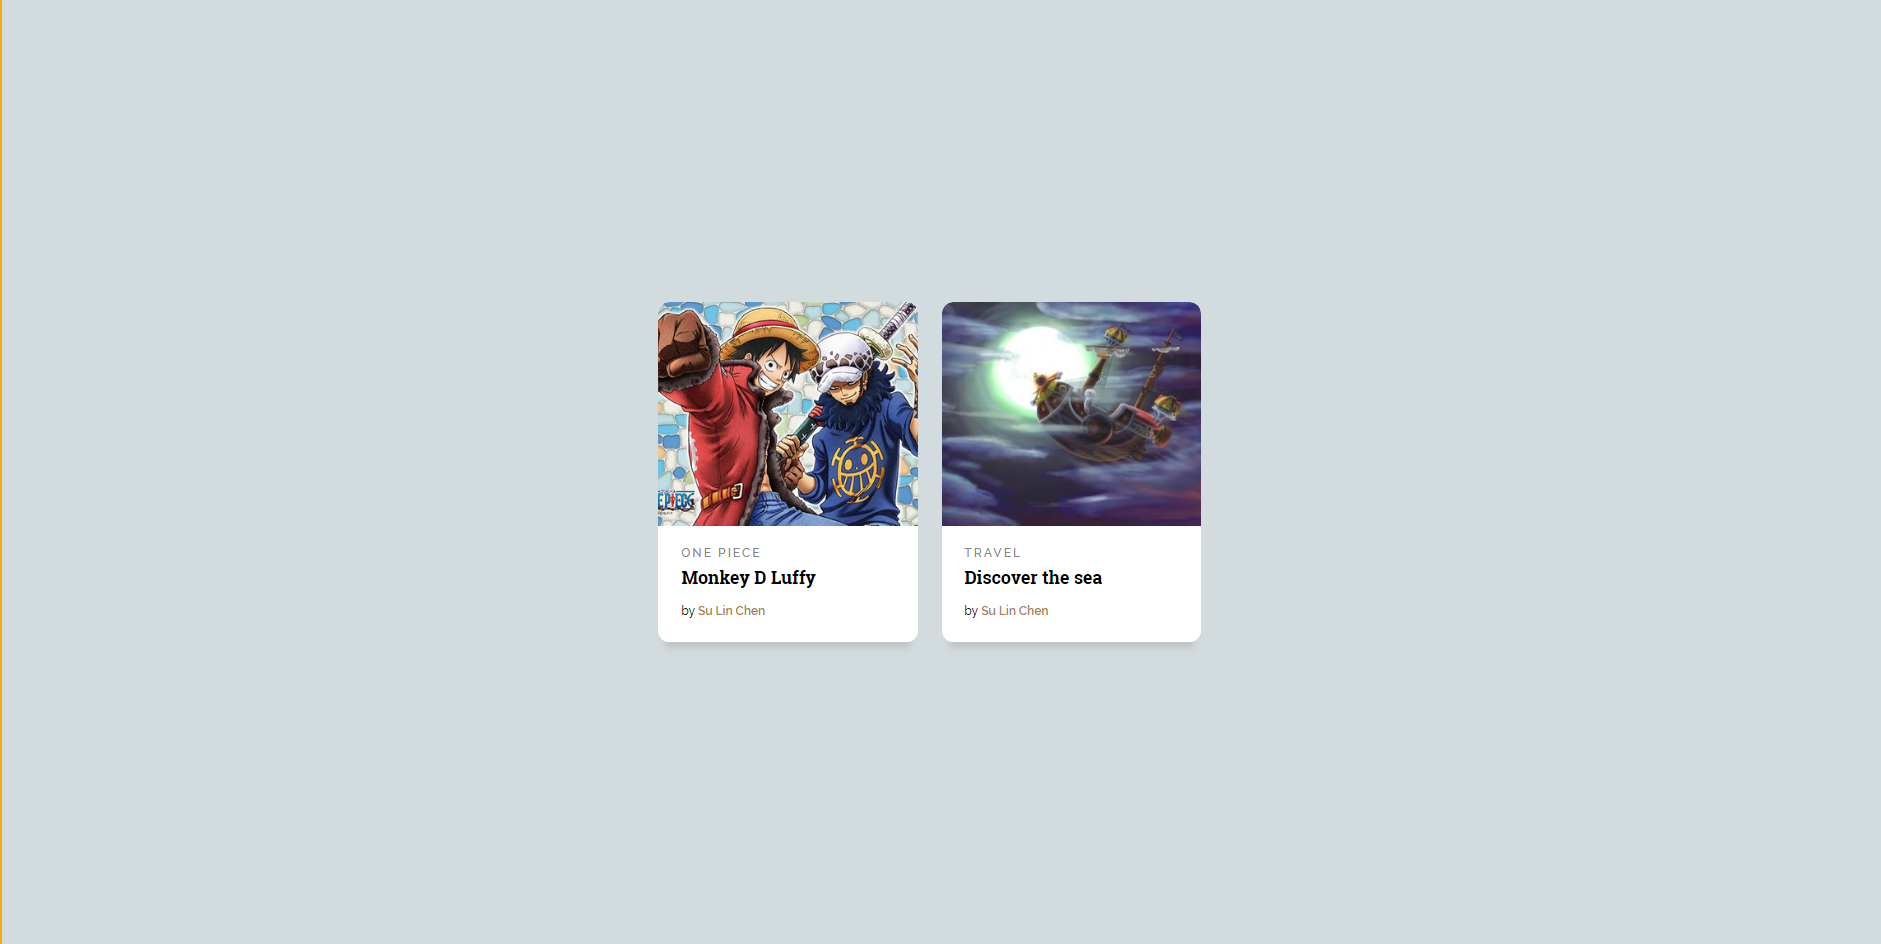 ONE PIECE
Monkey D Luffy
by Su Lin Chen
TRAVEL
Discover the sea
by Su Lin Chen